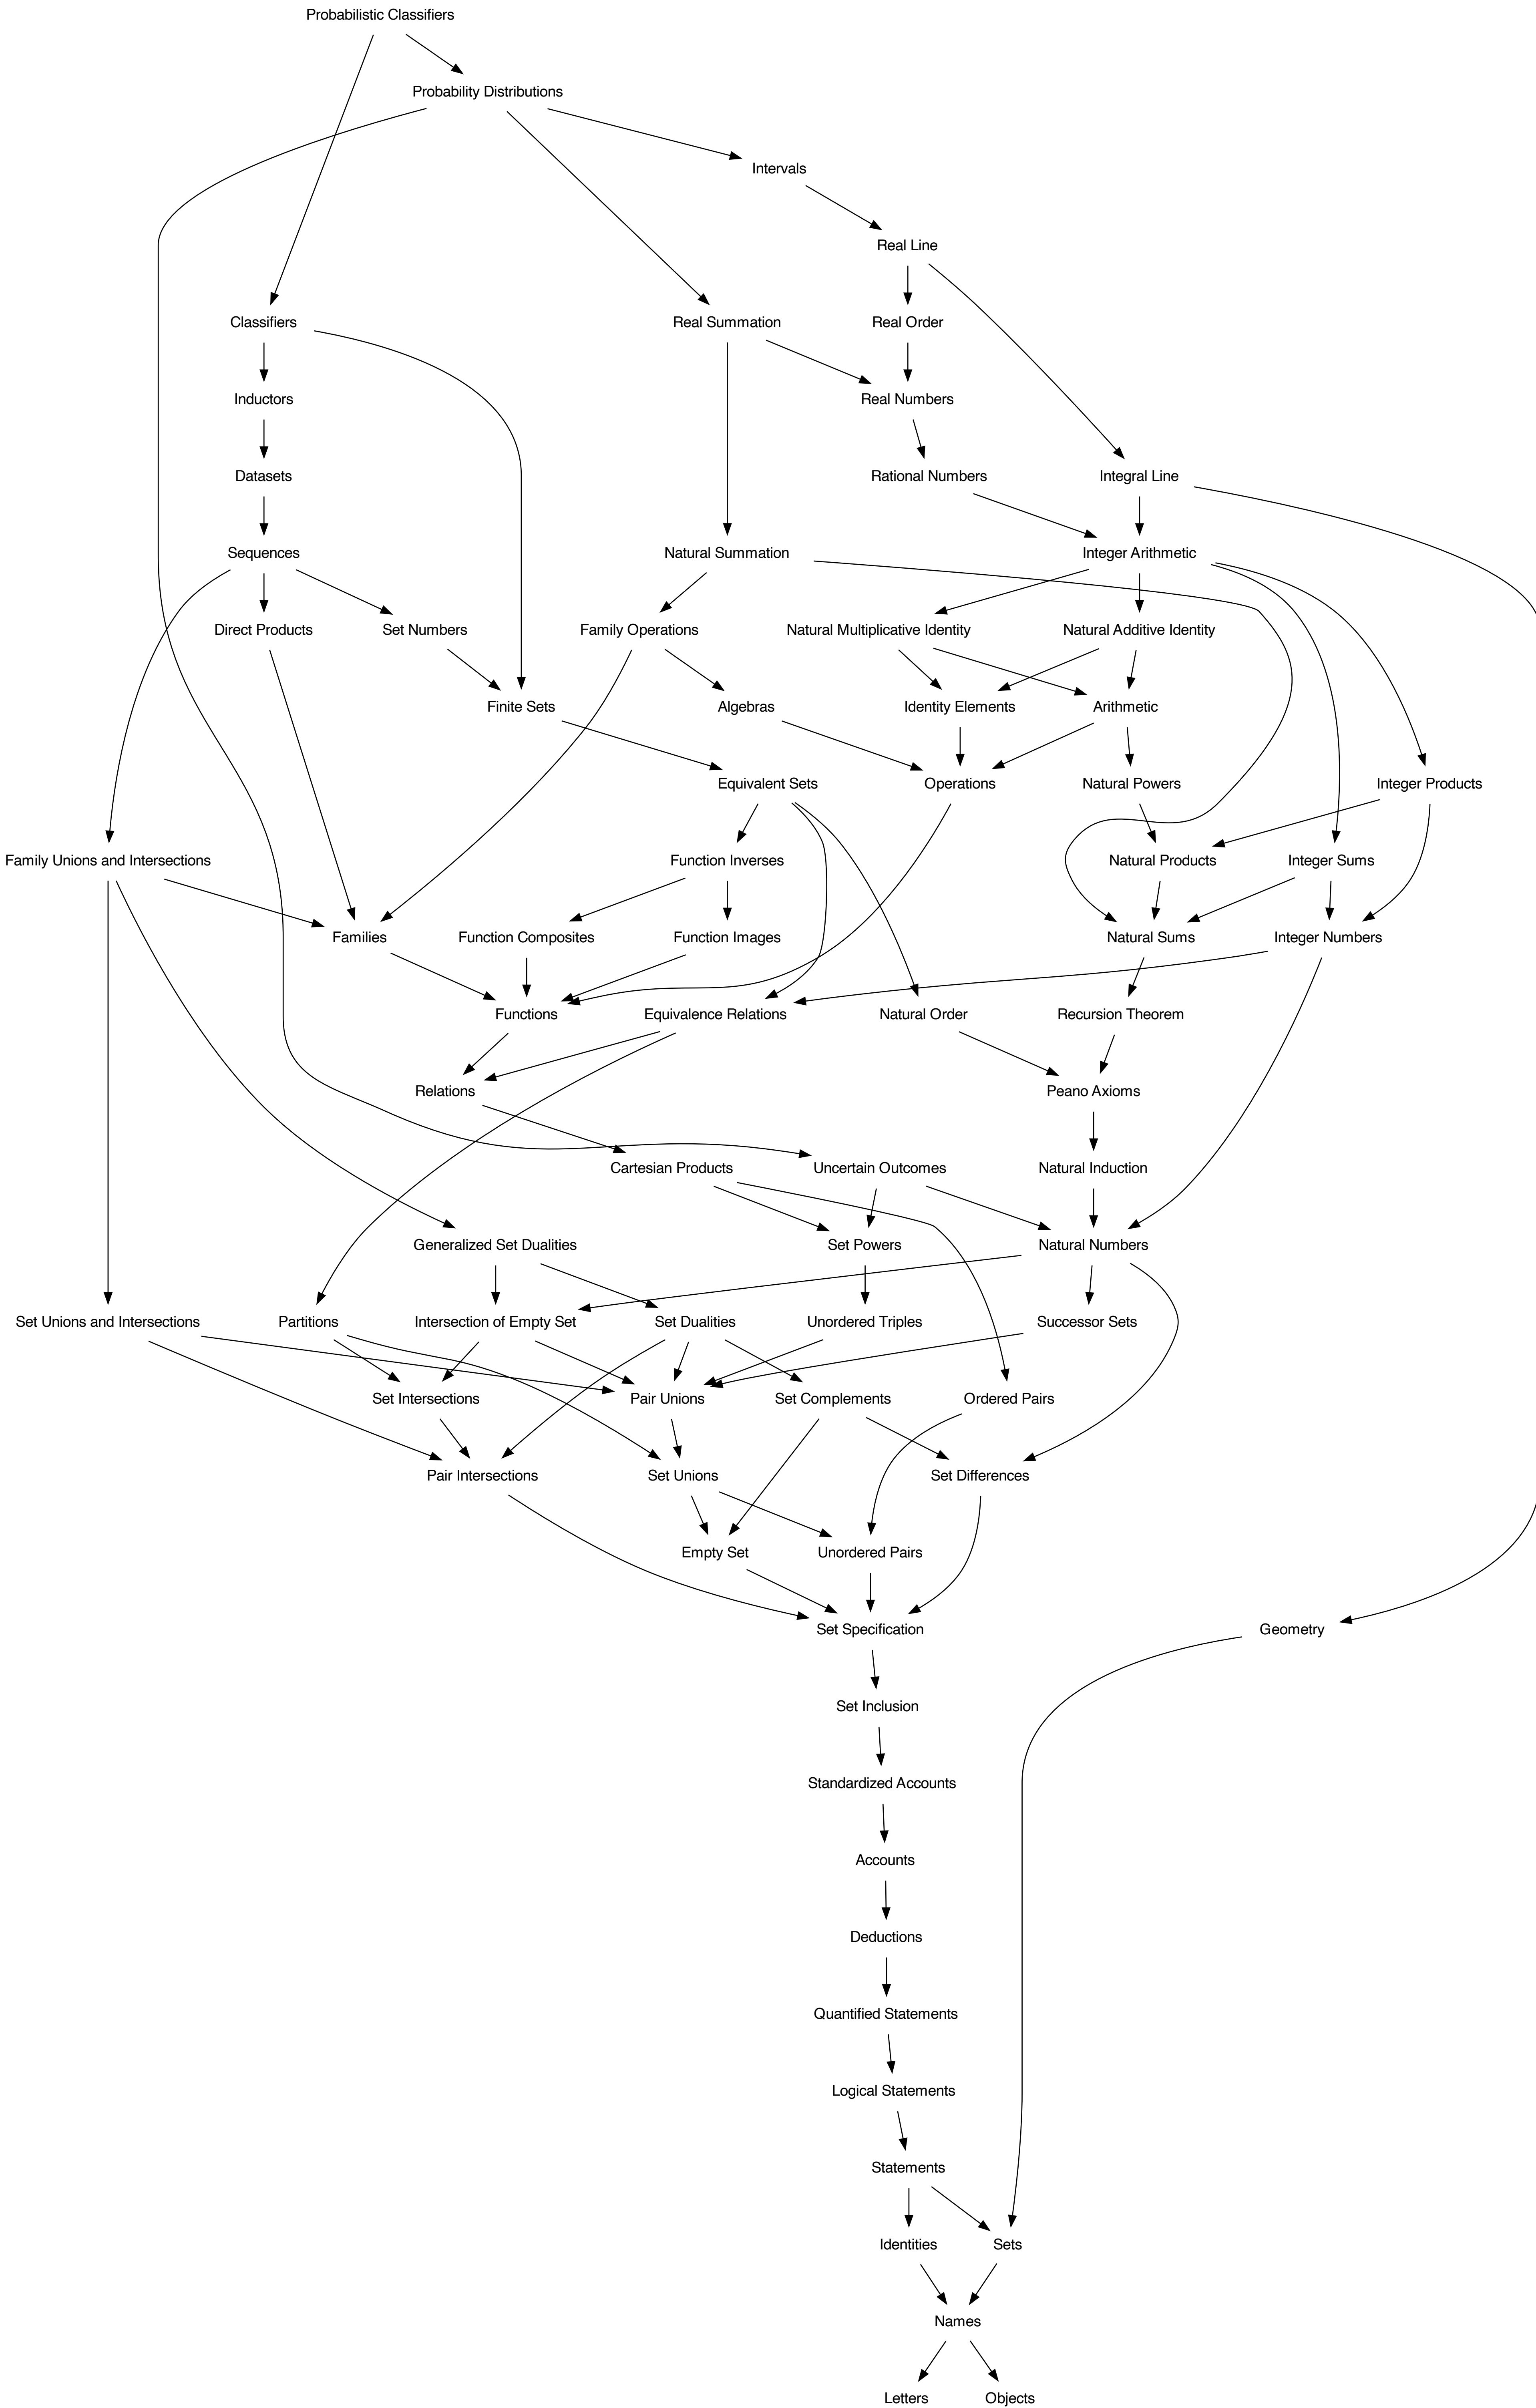 Probabilistic Classifiers
Probability Distributions
Intervals
Real Line
Classifiers
Real Summation
Real Order
Inductors
Real Numbers
Datasets
Rational Numbers
Integral Line
Sequences
Natural Summation
Integer Arithmetic
Direct Products
Set Numbers
Family Operations
Natural Multiplicative Identity
Natural Additive Identity
Finite Sets
Algebras
Identity Elements
Arithmetic
Equivalent Sets
Operations
Natural Powers
Integer Products
Family Unions and Intersections
Function Inverses
Natural Products
Integer Sums
Families
Function Composites
Function Images
Natural Sums
Integer Numbers
Functions
Equivalence Relations
Natural Order
Recursion Theorem
Relations
Peano Axioms
Cartesian Products
Uncertain Outcomes
Natural Induction
Generalized Set Dualities
Set Powers
Natural Numbers
Set Unions and Intersections
Partitions
Intersection of Empty Set
Set Dualities
Unordered Triples
Successor Sets
Set Intersections
Pair Unions
Set Complements
Ordered Pairs
Pair Intersections
Set Unions
Set Differences
Empty Set
Unordered Pairs
Set Specification
Geometry
Set Inclusion
Standardized Accounts
Accounts
Deductions
Quantified Statements
Logical Statements
Statements
Identities
Sets
Names
Letters
Objects